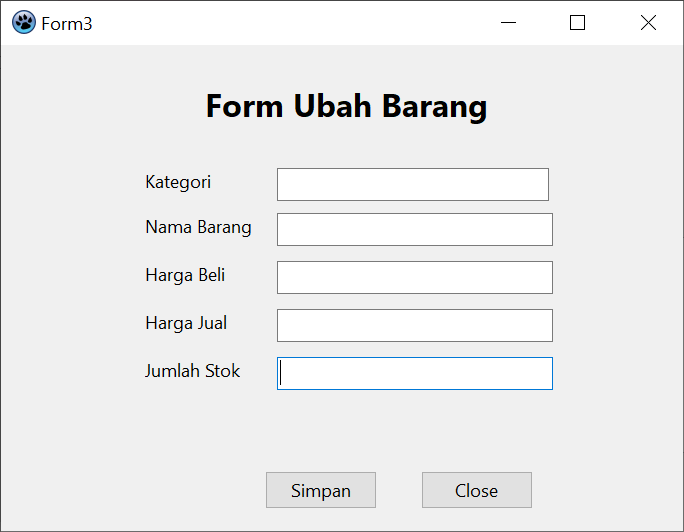 Form3
Form Ubah Barang
Kategori
Nama Barang
Harga Beli
Harga Jual
Jumlah Stok
Simpan Close